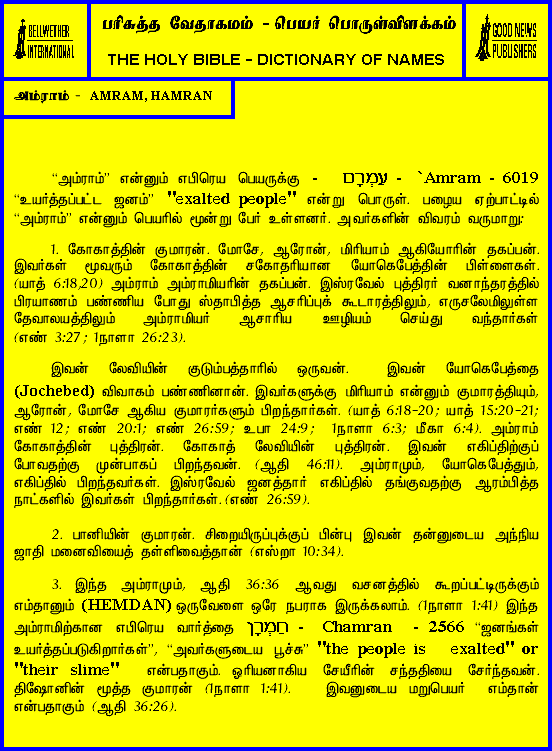 BELLWETHER
INTERNATIONAL
பரிசுத்த வேதாகமம் - பெயர் பொருள்விளக்கம்
THE HOLY BIBLE - DICTIONARY OF NAMES
GOOD NEWS
PUBLISHERS
அம்ராம் - AMRAM, HAMRAN
“அம்ராம்” என்னும் எபிரெய பெயருக்கு - עַמְרָם - `Amram - 6019
“உயர்த்தப்பட்ட ஜனம்” "exalted people" என்று பொருள். பழைய ஏற்பாட்டில்
“அம்ராம்” என்னும் பெயரில் மூன்று பேர் உள்ளனர். அவர்களின் விவரம் வருமாறு:
1. கோகாத்தின் குமாரன். மோசே, ஆரோன், மிரியாம் ஆகியோரின் தகப்பன்.
இவர்கள் மூவரும் கோகாத்தின் சகோதரியான யோகெபேத்தின் பிள்ளைகள்.
(யாத் 6:18,20) அம்ராம் அம்ராமியரின் தகப்பன். இஸ்ரவேல் புத்திரர் வனாந்தரத்தில்
பிரயாணம் பண்ணிய போது ஸ்தாபித்த ஆசரிப்புக் கூடாரத்திலும், எருசலேமிலுள்ள
தேவாலயத்திலும் அம்ராமியர் ஆசாரிய ஊழியம் செய்து வந்தார்கள்
(எண் 3:27; 1நாளா 26:23).
இவன் லேவியின் குடும்பத்தாரில் ஒருவன். இவன் யோகெபேத்தை
(Jochebed) விவாகம் பண்ணினான். இவர்களுக்கு மிரியாம் என்னும் குமாரத்தியும்,
ஆரோன், மோசே ஆகிய குமாரர்களும் பிறந்தார்கள். (யாத் 6:18-20; யாத் 15:20-21;
எண் 12; எண் 20:1; எண் 26:59; உபா 24:9; 1நாளா 6:3; மீகா 6:4). அம்ராம்
கோகாத்தின் புத்திரன். கோகாத் லேவியின் புத்திரன். இவன் எகிப்திற்குப்
போவதற்கு முன்பாகப் பிறந்தவன். (ஆதி 46:11). அம்ராமும், யோகெபேத்தும்,
எகிப்தில் பிறந்தவர்கள். இஸ்ரவேல் ஜனத்தார் எகிப்தில் தங்குவதற்கு ஆரம்பித்த
நாட்களில் இவர்கள் பிறந்தார்கள். (எண் 26:59).
2. பானியின் குமாரன். சிறையிருப்புக்குப் பின்பு இவன் தன்னுடைய அந்நிய
ஜாதி மனைவியைத் தள்ளிவைத்தான் (எஸ்றா 10:34).
3. இந்த அம்ராமும், ஆதி 36:36 ஆவது வசனத்தில் கூறப்பட்டிருக்கும்
எம்தானும் (HEMDAN) ஒருவேளை ஒரே நபராக இருக்கலாம். (1நாளா 1:41) இந்த
அம்ராமிற்கான எபிரெய வார்த்தை חַמְרָן - Chamran - 2566 “ஜனங்கள்
உயர்த்தப்படுகிறார்கள்”, “அவர்களுடைய பூச்சு” "the people is exalted" or
"their slime" என்பதாகும். ஓரியனாகிய சேயீரின் சந்ததியை சேர்ந்தவன்.
திஷோனின் மூத்த குமாரன் (1நாளா 1:41). இவனுடைய மறுபெயர் எம்தான்
என்பதாகும் (ஆதி 36:26).